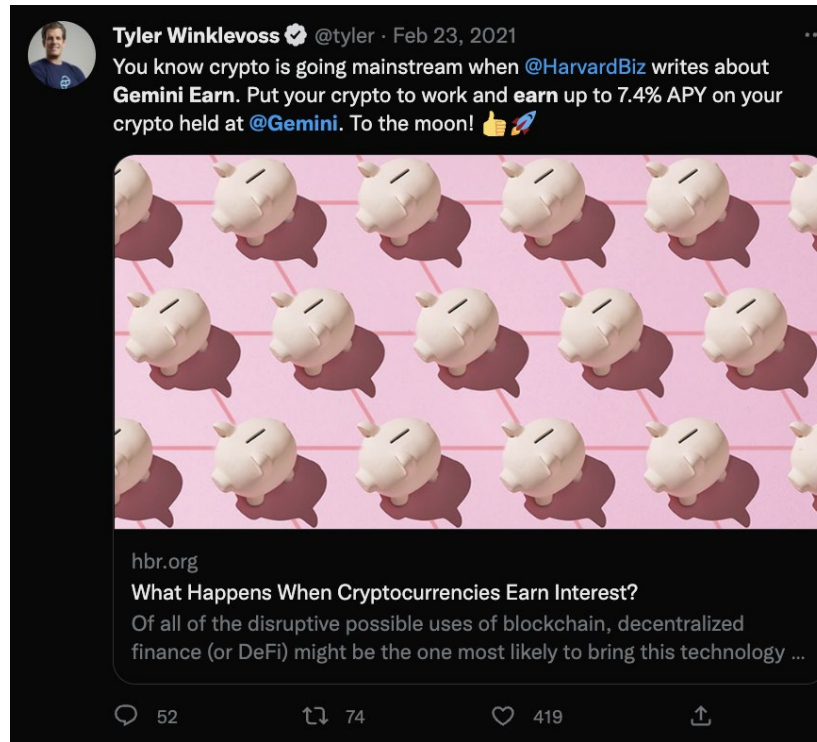 Tyler Winklevoss @tyler · Feb 23, 2021
You know crypto is going mainstream when @HarvardBiz writes about
Gemini Earn. Put your crypto to work and earn up to 7.4% APY on your
crypto held at @Gemini. To the moon! 👍🚀
hbr.org
What Happens When Cryptocurrencies Earn Interest?
Of all of the disruptive possible uses of blockchain, decentralized
finance (or DeFi) might be the one most likely to bring this technology ...
52 74 419